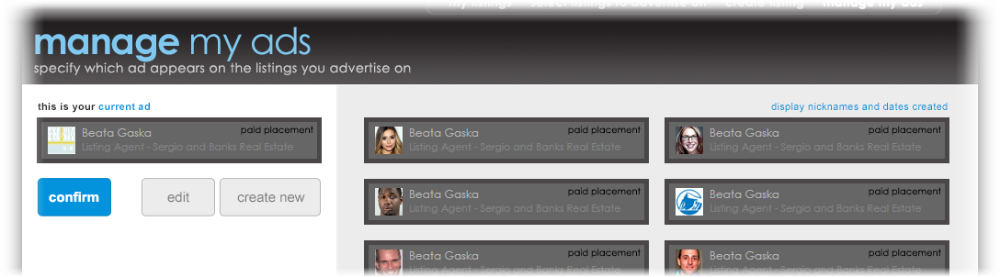 my listings select listings to advertise on create listing manage my ads
manage my ads
specify which ad appears on the listings you advertise on
this is your current ad
display nicknames and dates created
Beata Gaska paid placement
Listing Agent - Sergio and Banks Real Estate
confirm edit create new
Beata Gaska paid placement
Listing Agent - Sergio and Banks Real Estate
Beata Gaska paid placement
Listing Agent - Sergio and Banks Real Estate
Beata Gaska paid placement
Listing Agent - Sergio and Banks Real Estate
Beata Gaska paid placement
Listing Agent - Sergio and Banks Real Estate
Beata Gaska paid placement
Listing Agent - Sergio and Banks Real Estate
Beata Gaska paid placement
Listing Agent - Sergio and Banks Real Estate